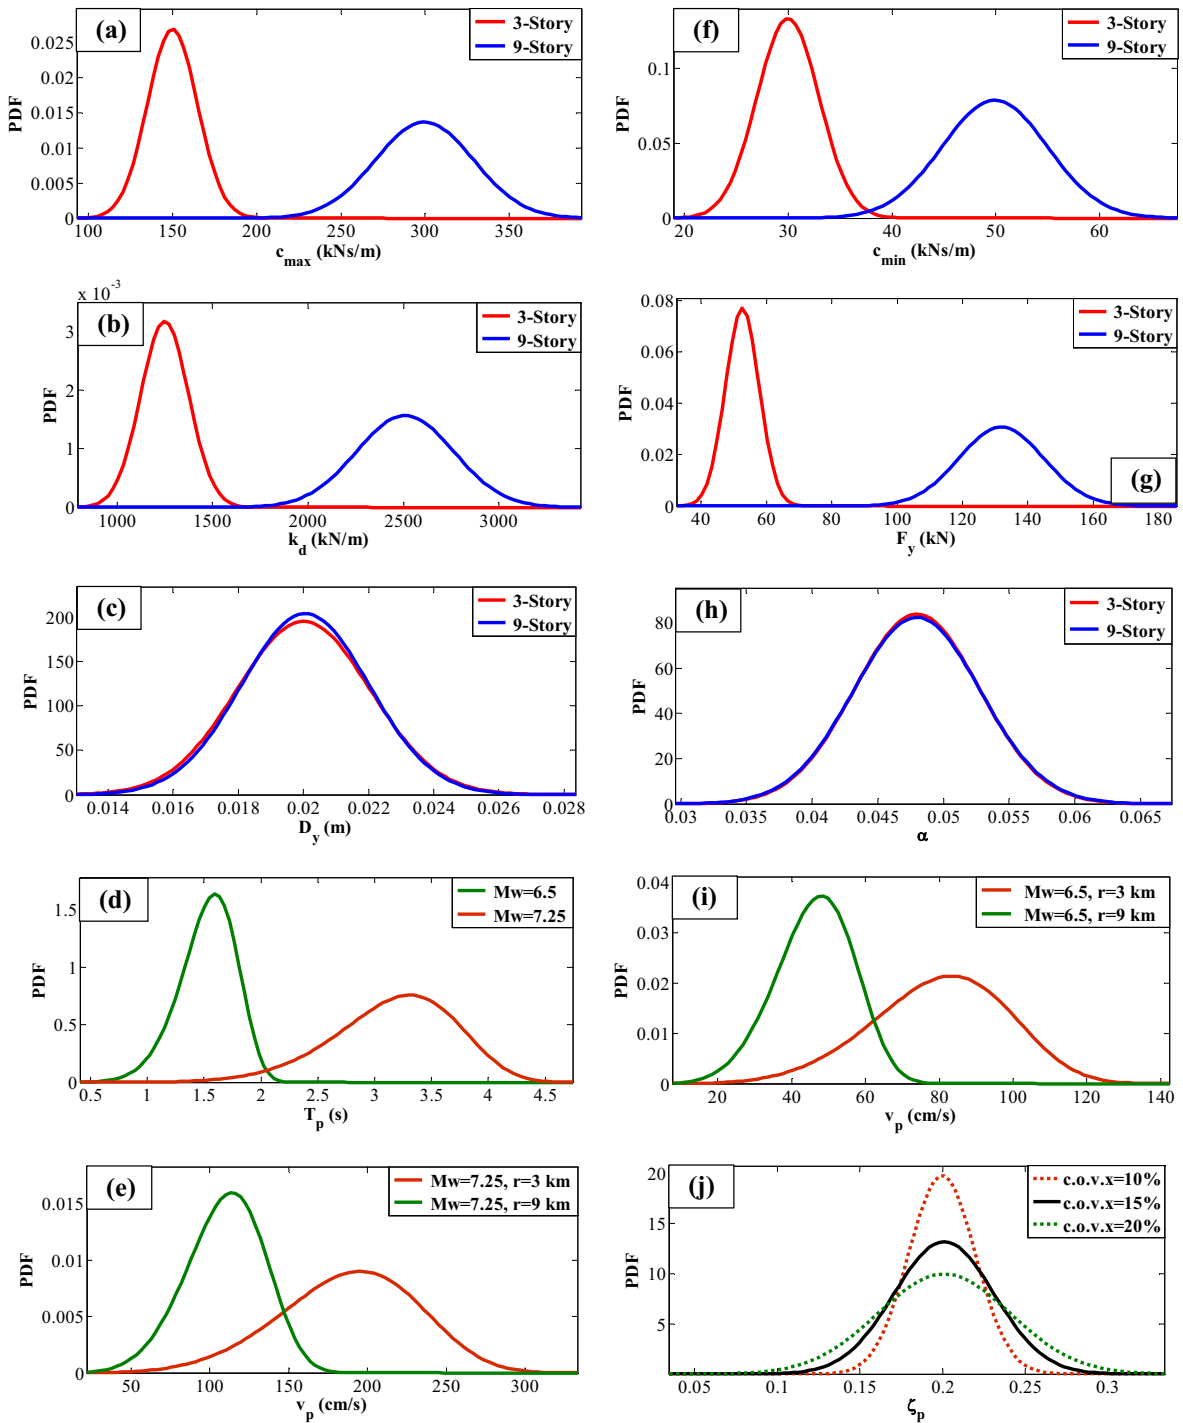 (a)
3-Story
9-Story
0.025
0.02
0.015
0.01
0.005
0
PDF
100 150 200 250 300 350
c_max (kNs/m)
(f)
3-Story
9-Story
0.1
0.05
0
PDF
20 30 40 50 60
c_min (kNs/m)
x 10^-3
(b)
3-Story
9-Story
3
2
1
0
PDF
1000 1500 2000 2500 3000
k_d (kN/m)
3-Story
9-Story
0.08
0.06
0.04
0.02
0
PDF
(g)
40 60 80 100 120 140 160 180
F_y (kN)
(c)
3-Story
9-Story
200
150
100
50
0
PDF
0.014 0.016 0.018 0.02 0.022 0.024 0.026 0.028
D_y (m)
(h)
3-Story
9-Story
80
60
40
20
0
PDF
0.03 0.035 0.04 0.045 0.05 0.055 0.06 0.065
α
(d)
Mw=6.5
Mw=7.25
1.5
1
0.5
0
PDF
0.5 1 1.5 2 2.5 3 3.5 4 4.5
T_p (s)
(i)
Mw=6.5, r=3 km
Mw=6.5, r=9 km
0.04
0.03
0.02
0.01
0
PDF
20 40 60 80 100 120 140
v_p (cm/s)
(e)
Mw=7.25, r=3 km
Mw=7.25, r=9 km
0.015
0.01
0.005
0
PDF
50 100 150 200 250 300
v_p (cm/s)
(j)
c.o.v.x=10%
c.o.v.x=15%
c.o.v.x=20%
20
15
10
5
PDF
0.05 0.1 0.15 0.2 0.25 0.3
ζ_p